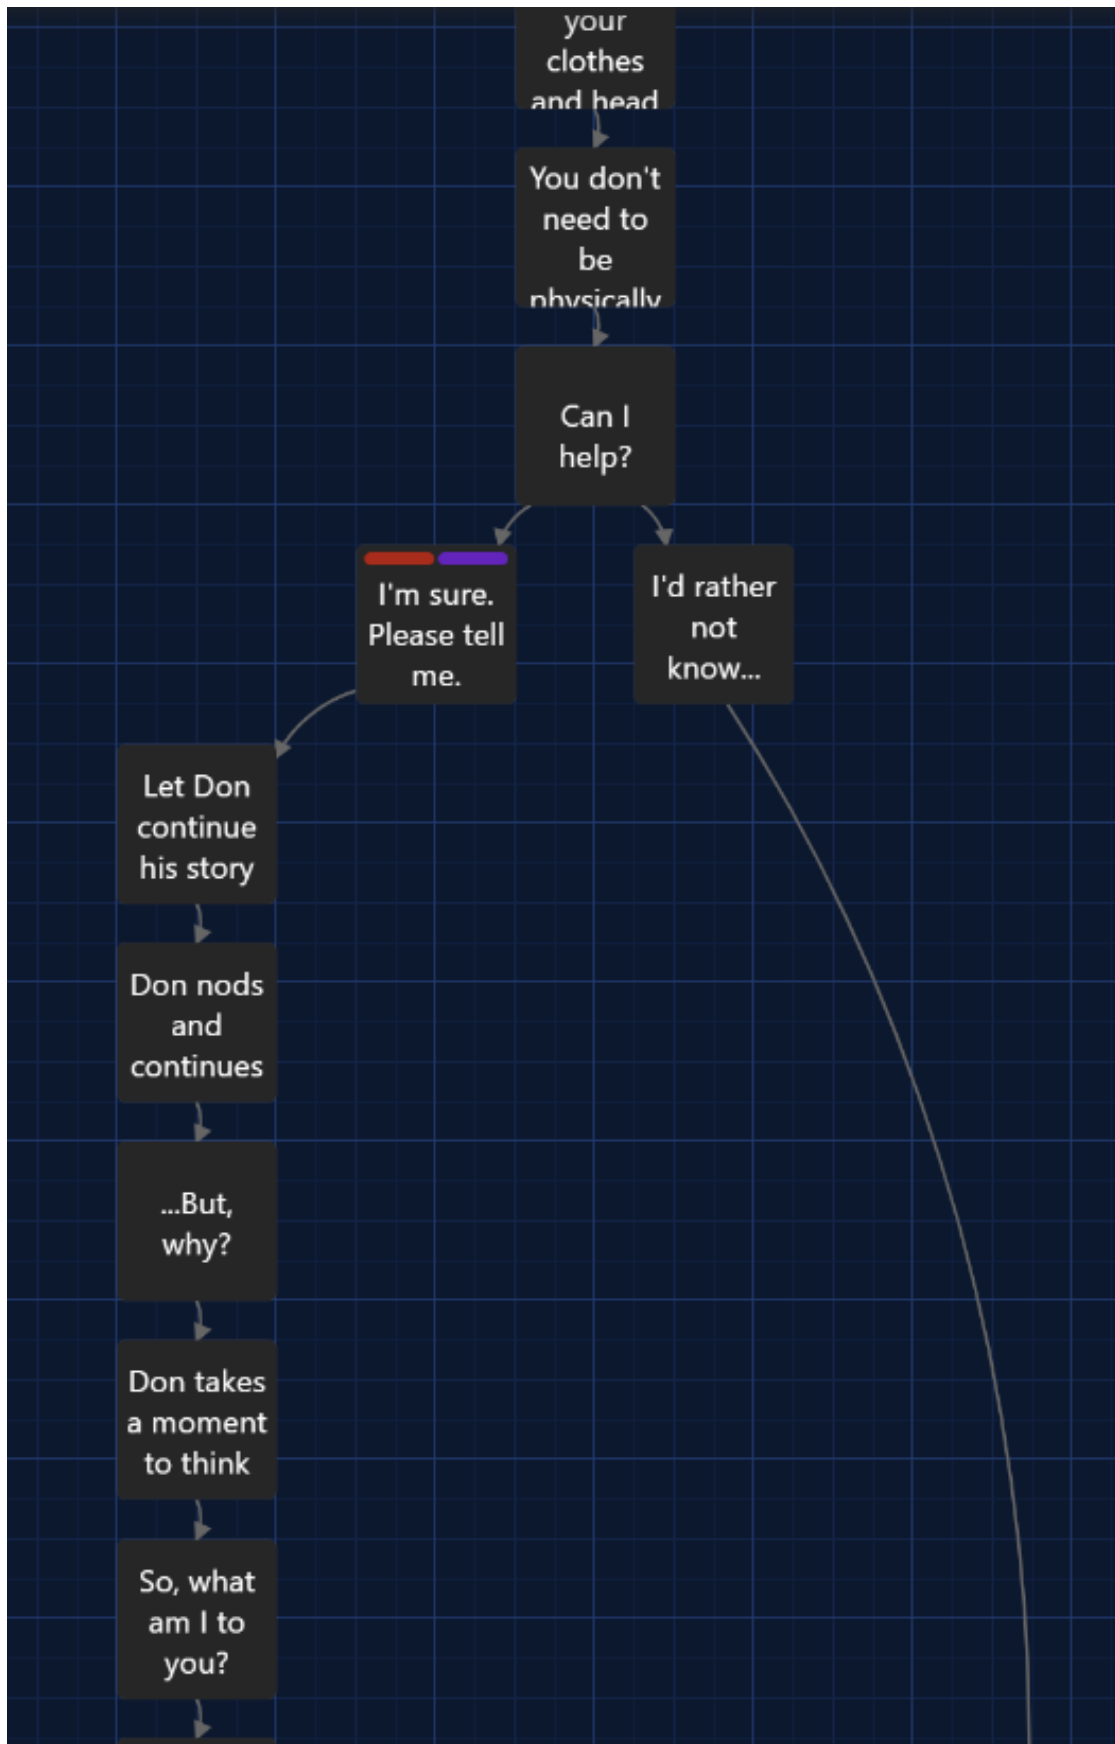 your
clothes
and head
You don't
need to
be
physically
Can I
help?
I'm sure.
Please tell
me.
I'd rather
not
know...
Let Don
continue
his story
Don nods
and
continues
...But,
why?
Don takes
a moment
to think
So, what
am I to
you?